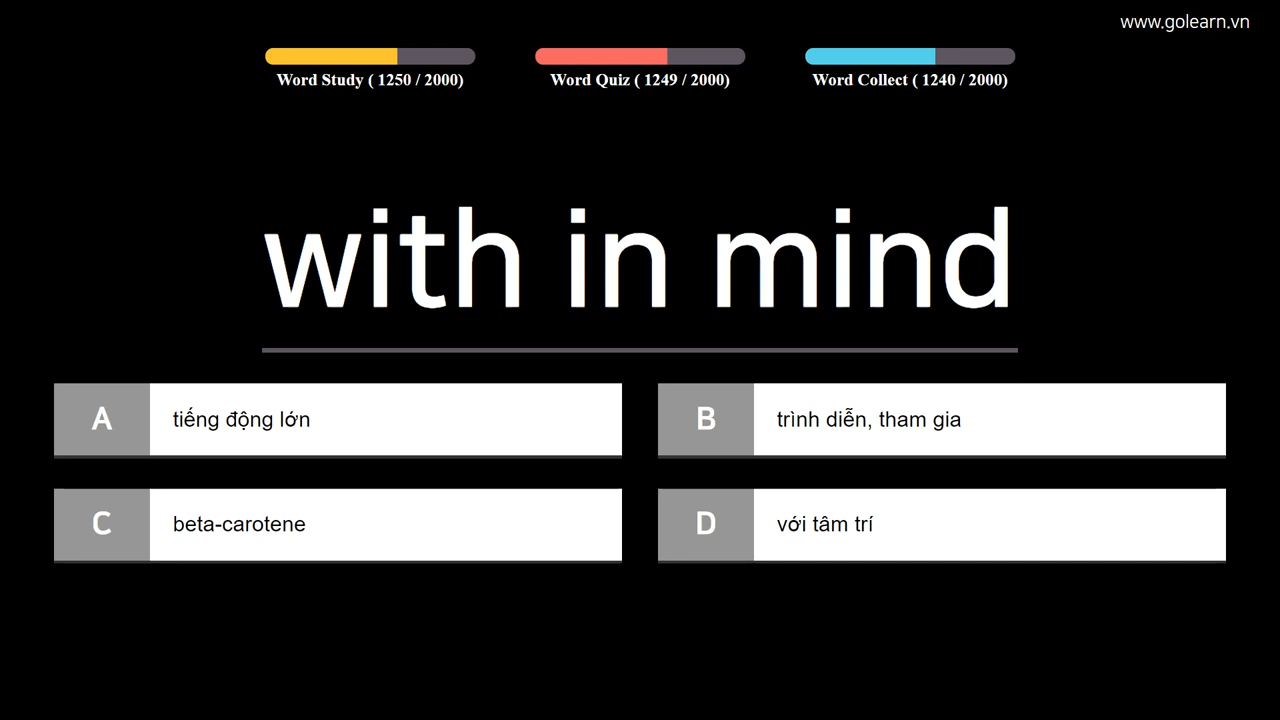 www.golearn.vn
Word Study ( 1250 / 2000)
Word Quiz ( 1249 / 2000)
Word Collect ( 1240 / 2000)
with in mind
A tiếng động lớn
B trình diễn, tham gia
C beta-carotene
D với tâm trí